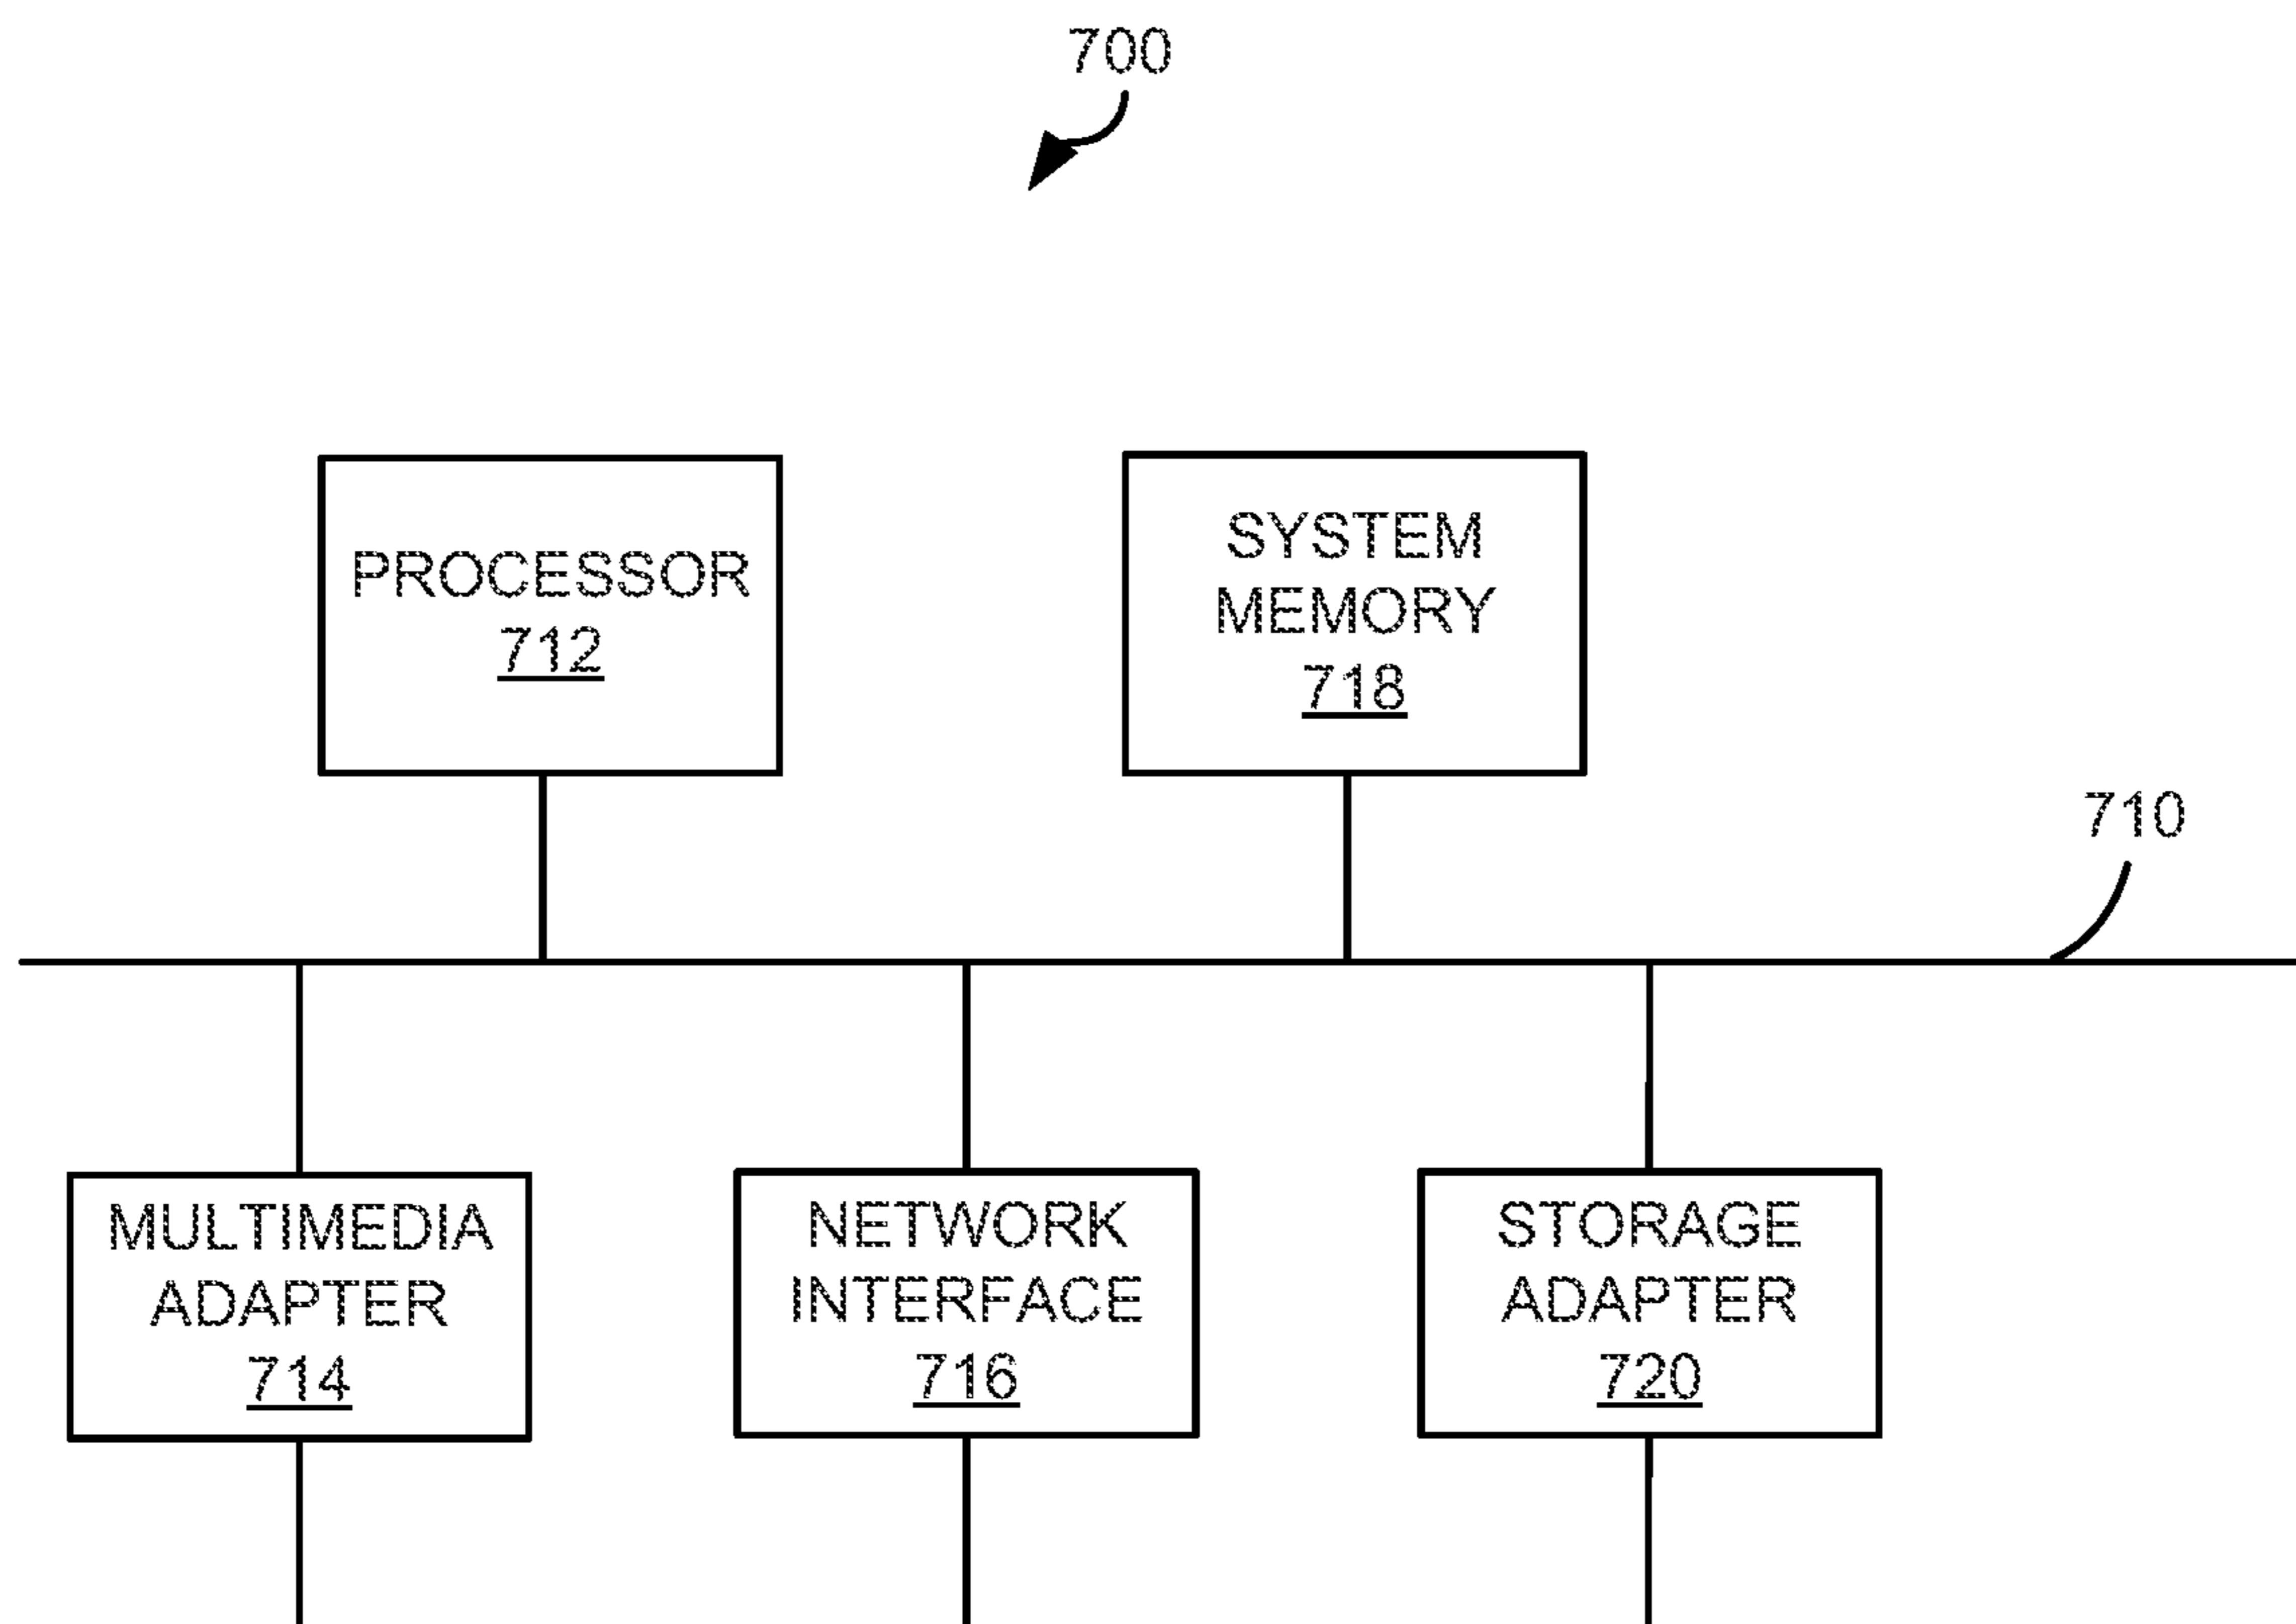 700
PROCESSOR
712
SYSTEM
MEMORY
718
710
MULTIMEDIA
ADAPTER
714
NETWORK
INTERFACE
716
STORAGE
ADAPTER
720